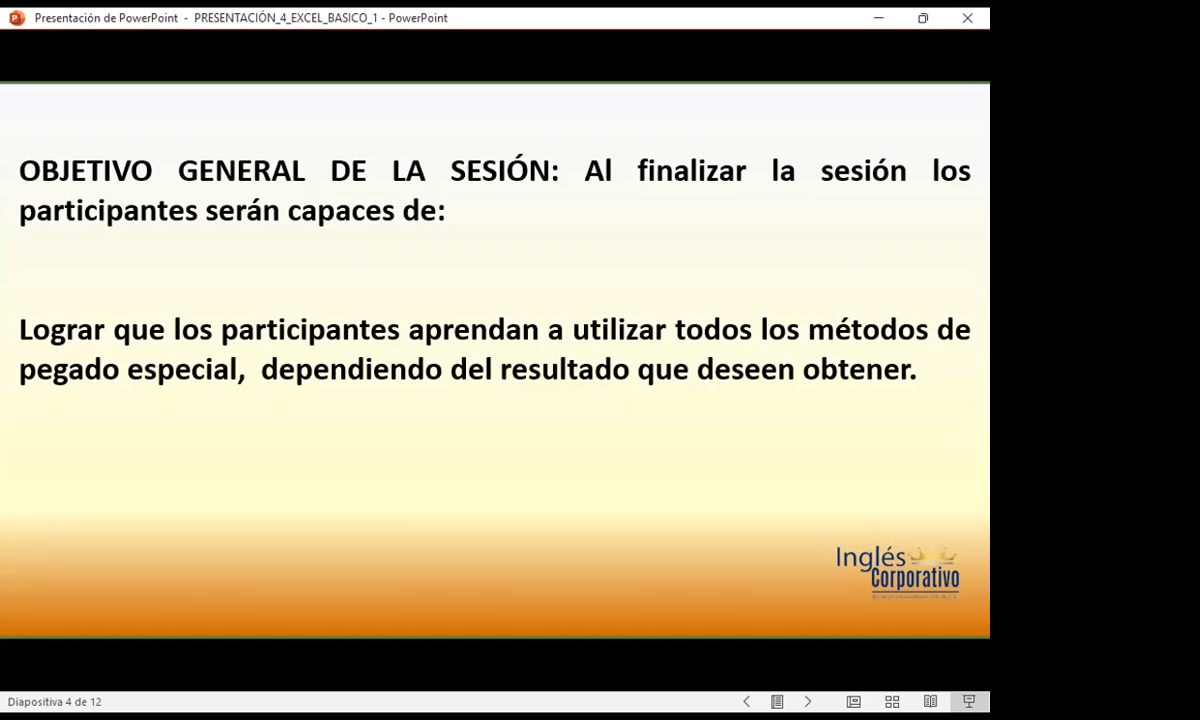 Presentación de PowerPoint - PRESENTACIÓN_4_EXCEL_BASICO_1 - PowerPoint
OBJETIVO GENERAL DE LA SESIÓN: Al finalizar la sesión los
participantes serán capaces de:
Lograr que los participantes aprendan a utilizar todos los métodos de
pegado especial, dependiendo del resultado que deseen obtener.
Inglés
Corporativo
Diapositiva 4 de 12